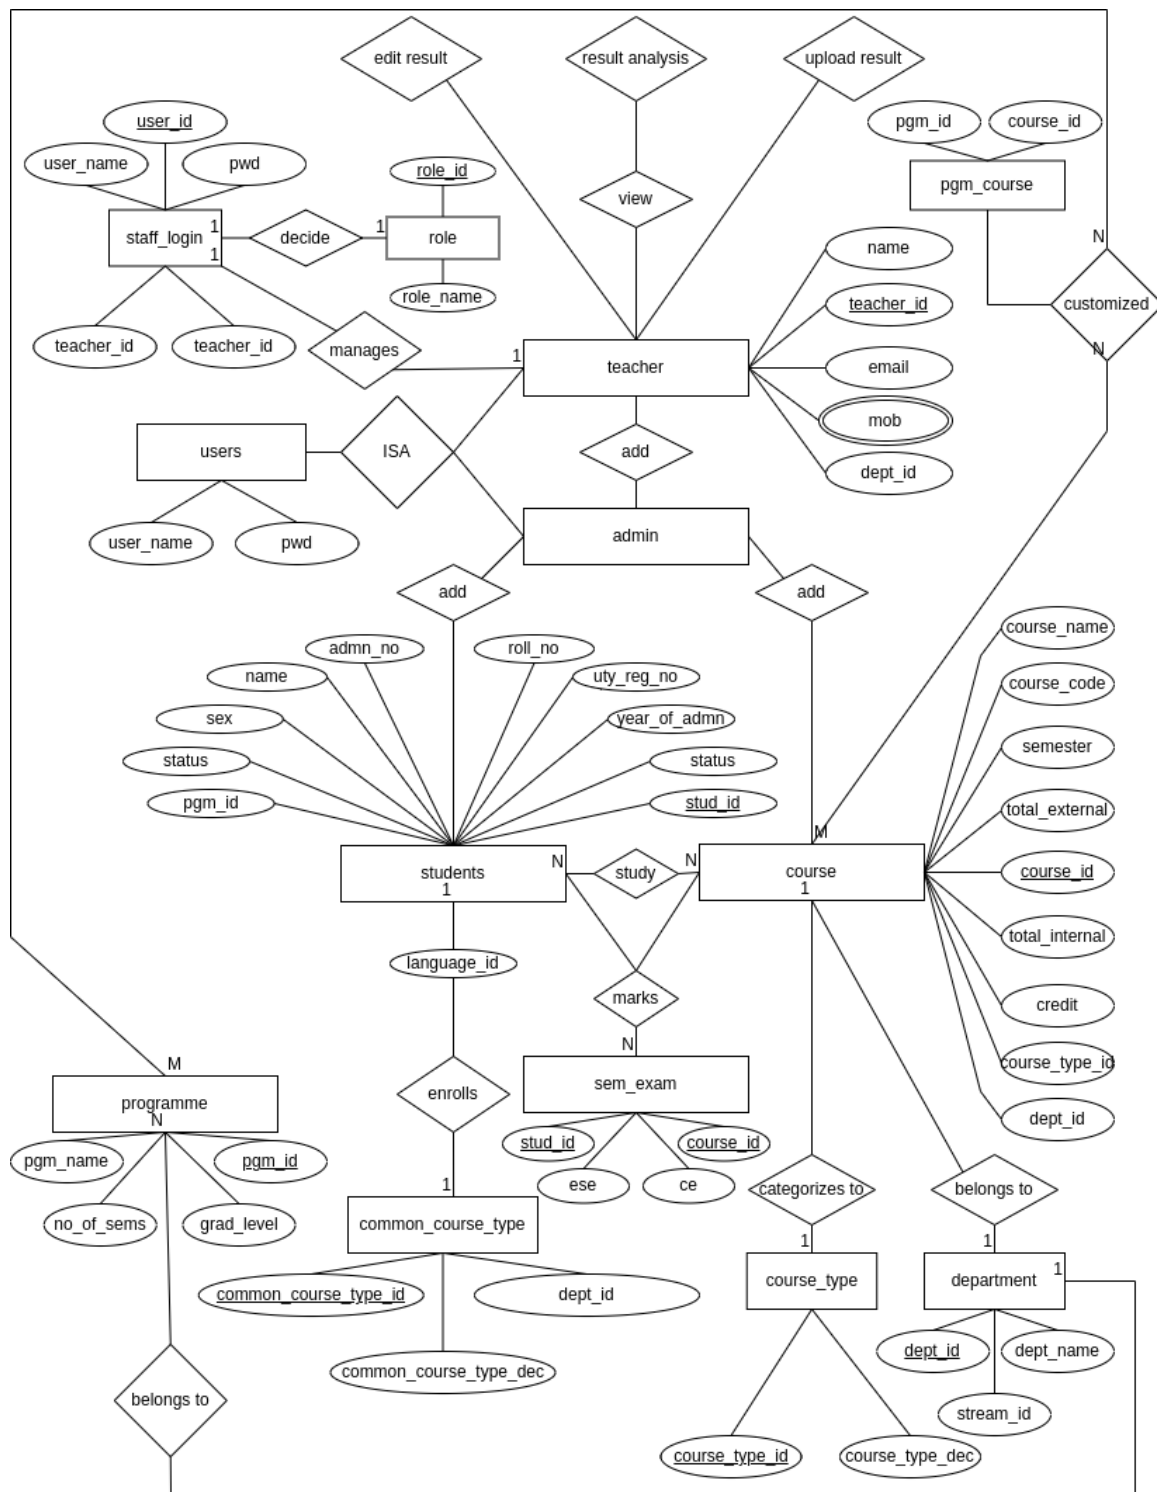 edit result
result analysis
upload result
user_id
pgm_id
course_id
user_name
pwd
role_id
pgm_course
view
staff_login
1
1
decide
1
role
N
name
role_name
customized
teacher_id
teacher_id
teacher_id
manages
1
teacher
N
email
mob
users
ISA
add
dept_id
user_name
pwd
admin
add
add
admn_no
roll_no
course_name
name
uty_reg_no
course_code
sex
year_of_admn
semester
status
status
pgm_id
stud_id
total_external
M
students
1
N
study
N
course
1
course_id
language_id
total_internal
marks
credit
N
M
enrolls
sem_exam
course_type_id
programme
N
dept_id
pgm_name
pgm_id
stud_id
course_id
no_of_sems
grad_level
ese
ce
categorizes to
belongs to
1
common_course_type
1
1
course_type
department
1
common_course_type_id
dept_id
dept_id
dept_name
common_course_type_dec
belongs to
stream_id
course_type_id
course_type_dec